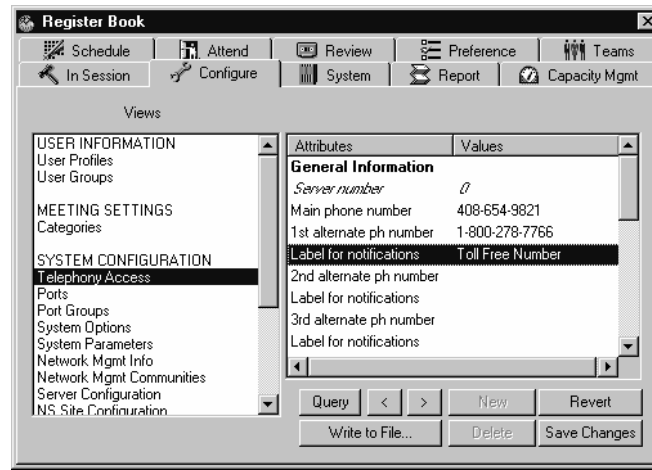 Register Book
Schedule Attend Review Preference Teams
In Session Configure System Report Capacity Mgmt
Views
USER INFORMATION
User Profiles
User Groups
MEETING SETTINGS
Categories
SYSTEM CONFIGURATION
Telephony Access
Ports
Port Groups
System Options
System Parameters
Network Mgmt Info
Network Mgmt Communities
Server Configuration
NS Site Configuration
Attributes Values
General Information
Server number 0
Main phone number 408-654-9821
1st alternate ph number 1-800-278-7766
Label for notifications Toll Free Number
2nd alternate ph number
Label for notifications
3rd alternate ph number
Label for notifications
Query < > New Revert
Write to File... Delete Save Changes